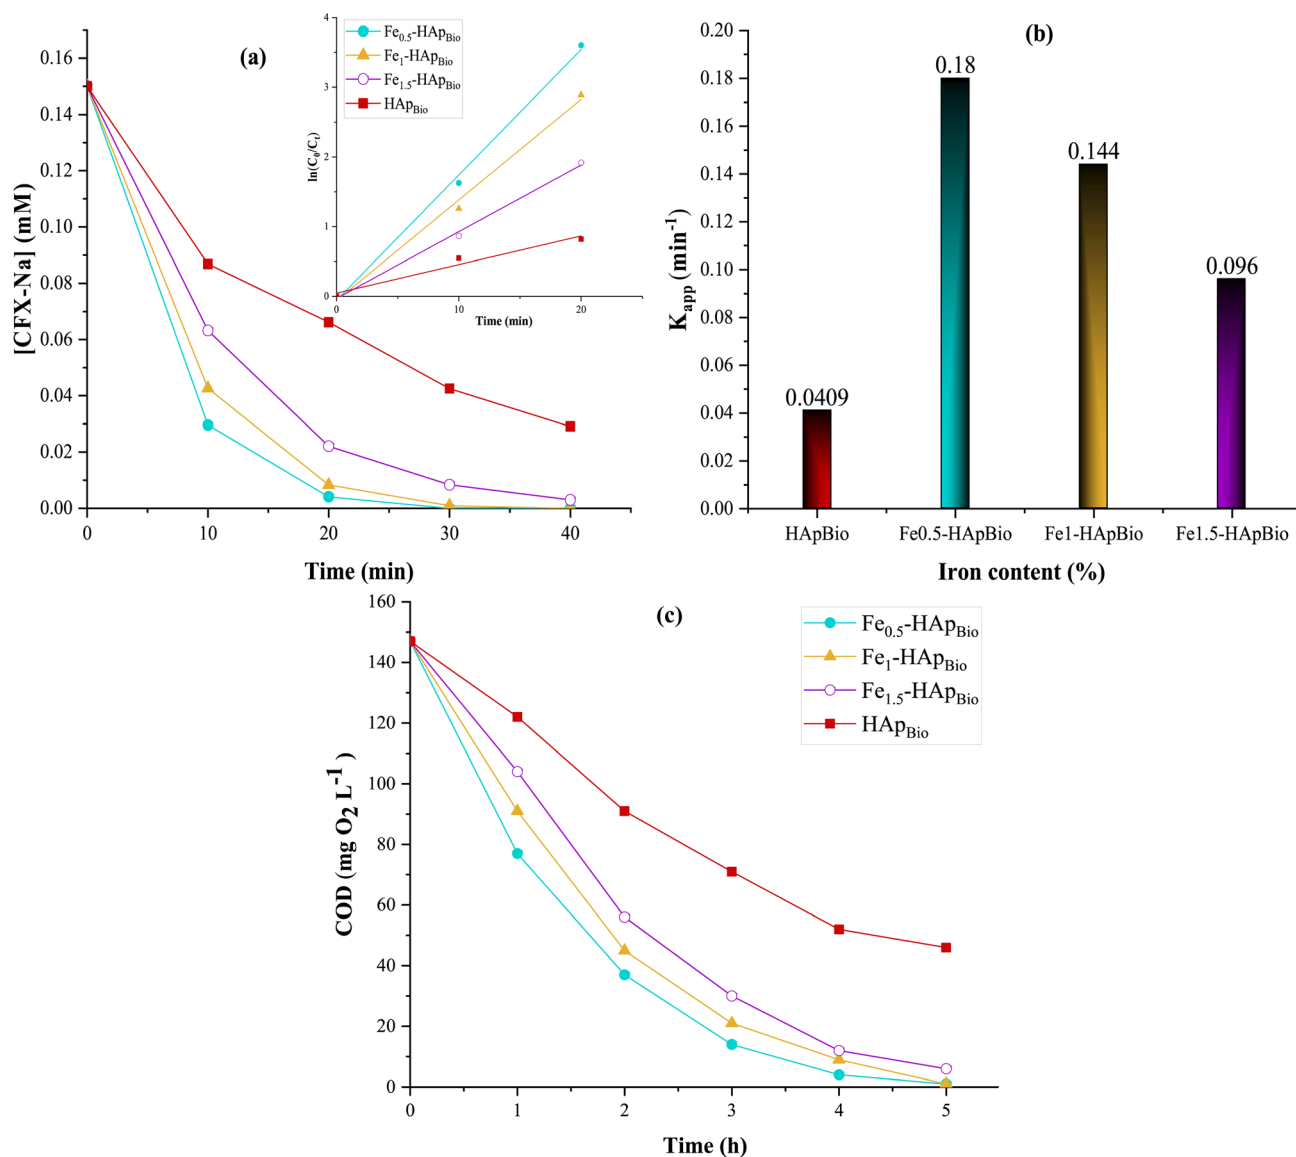 (a)
[CFX-Na] (mM)
0.16
0.14
0.12
0.10
0.08
0.06
0.04
0.02
0.00
0 10 20 30 40
Time (min)
Fe0.5-HApBio
Fe1-HApBio
Fe1.5-HApBio
HApBio
ln(C0/Ct)
4
3
2
1
0
0 10 20
Time (min)
(b)
Kapp (min-1)
0.20
0.18
0.16
0.14
0.12
0.10
0.08
0.06
0.04
0.02
0.00
0.0409
0.18
0.144
0.096
HApBio Fe0.5-HApBio Fe1-HApBio Fe1.5-HApBio
Iron content (%)
(c)
COD (mg O2 L-1)
160
140
120
100
80
60
40
20
0
0 1 2 3 4 5
Time (h)
Fe0.5-HApBio
Fe1-HApBio
Fe1.5-HApBio
HApBio